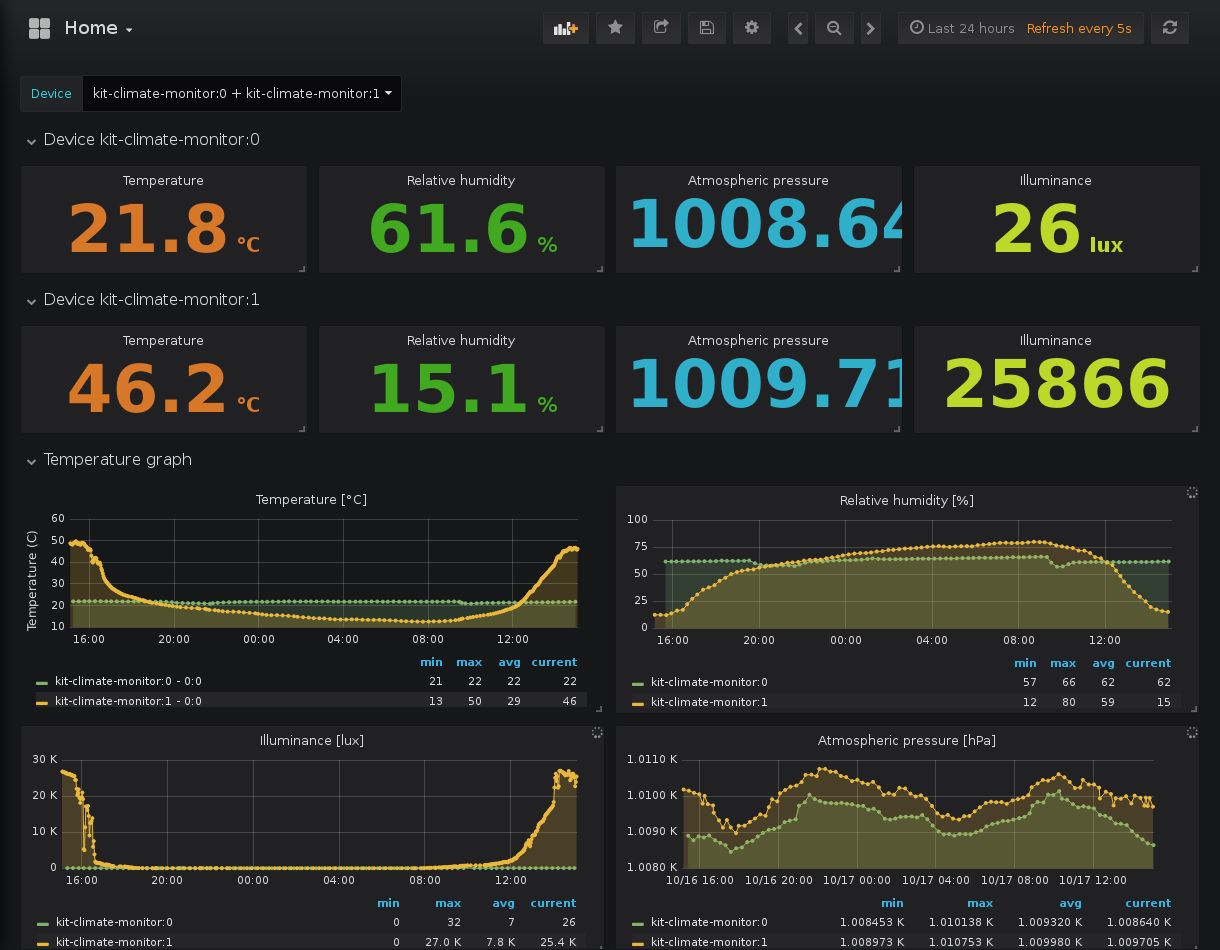 Home
Last 24 hours Refresh every 5s
Device kit-climate-monitor:0 + kit-climate-monitor:1
Device kit-climate-monitor:0
Temperature Relative humidity Atmospheric pressure Illuminance
21.8 °C 61.6 % 1008.64 26 lux
Device kit-climate-monitor:1
Temperature Relative humidity Atmospheric pressure Illuminance
46.2 °C 15.1 % 1009.71 25866
Temperature graph
Temperature [°C]
Temperature (C)
60
50
40
30
20
10
16:00 20:00 00:00 04:00 08:00 12:00
min max avg current
kit-climate-monitor:0 - 0:0 21 22 22 22
kit-climate-monitor:1 - 0:0 13 50 29 46
Relative humidity [%]
100
75
50
25
0
16:00 20:00 00:00 04:00 08:00 12:00
min max avg current
kit-climate-monitor:0 57 66 62 62
kit-climate-monitor:1 12 80 59 15
Illuminance [lux]
30 K
20 K
10 K
0
16:00 20:00 00:00 04:00 08:00 12:00
min max avg current
kit-climate-monitor:0 0 32 7 26
kit-climate-monitor:1 0 27.0 K 7.8 K 25.4 K
Atmospheric pressure [hPa]
1.0110 K
1.0100 K
1.0090 K
1.0080 K
10/16 16:00 10/16 20:00 10/17 00:00 10/17 04:00 10/17 08:00 10/17 12:00
min max avg current
kit-climate-monitor:0 1.008453 K 1.010138 K 1.009320 K 1.008640 K
kit-climate-monitor:1 1.008973 K 1.010753 K 1.009980 K 1.009705 K